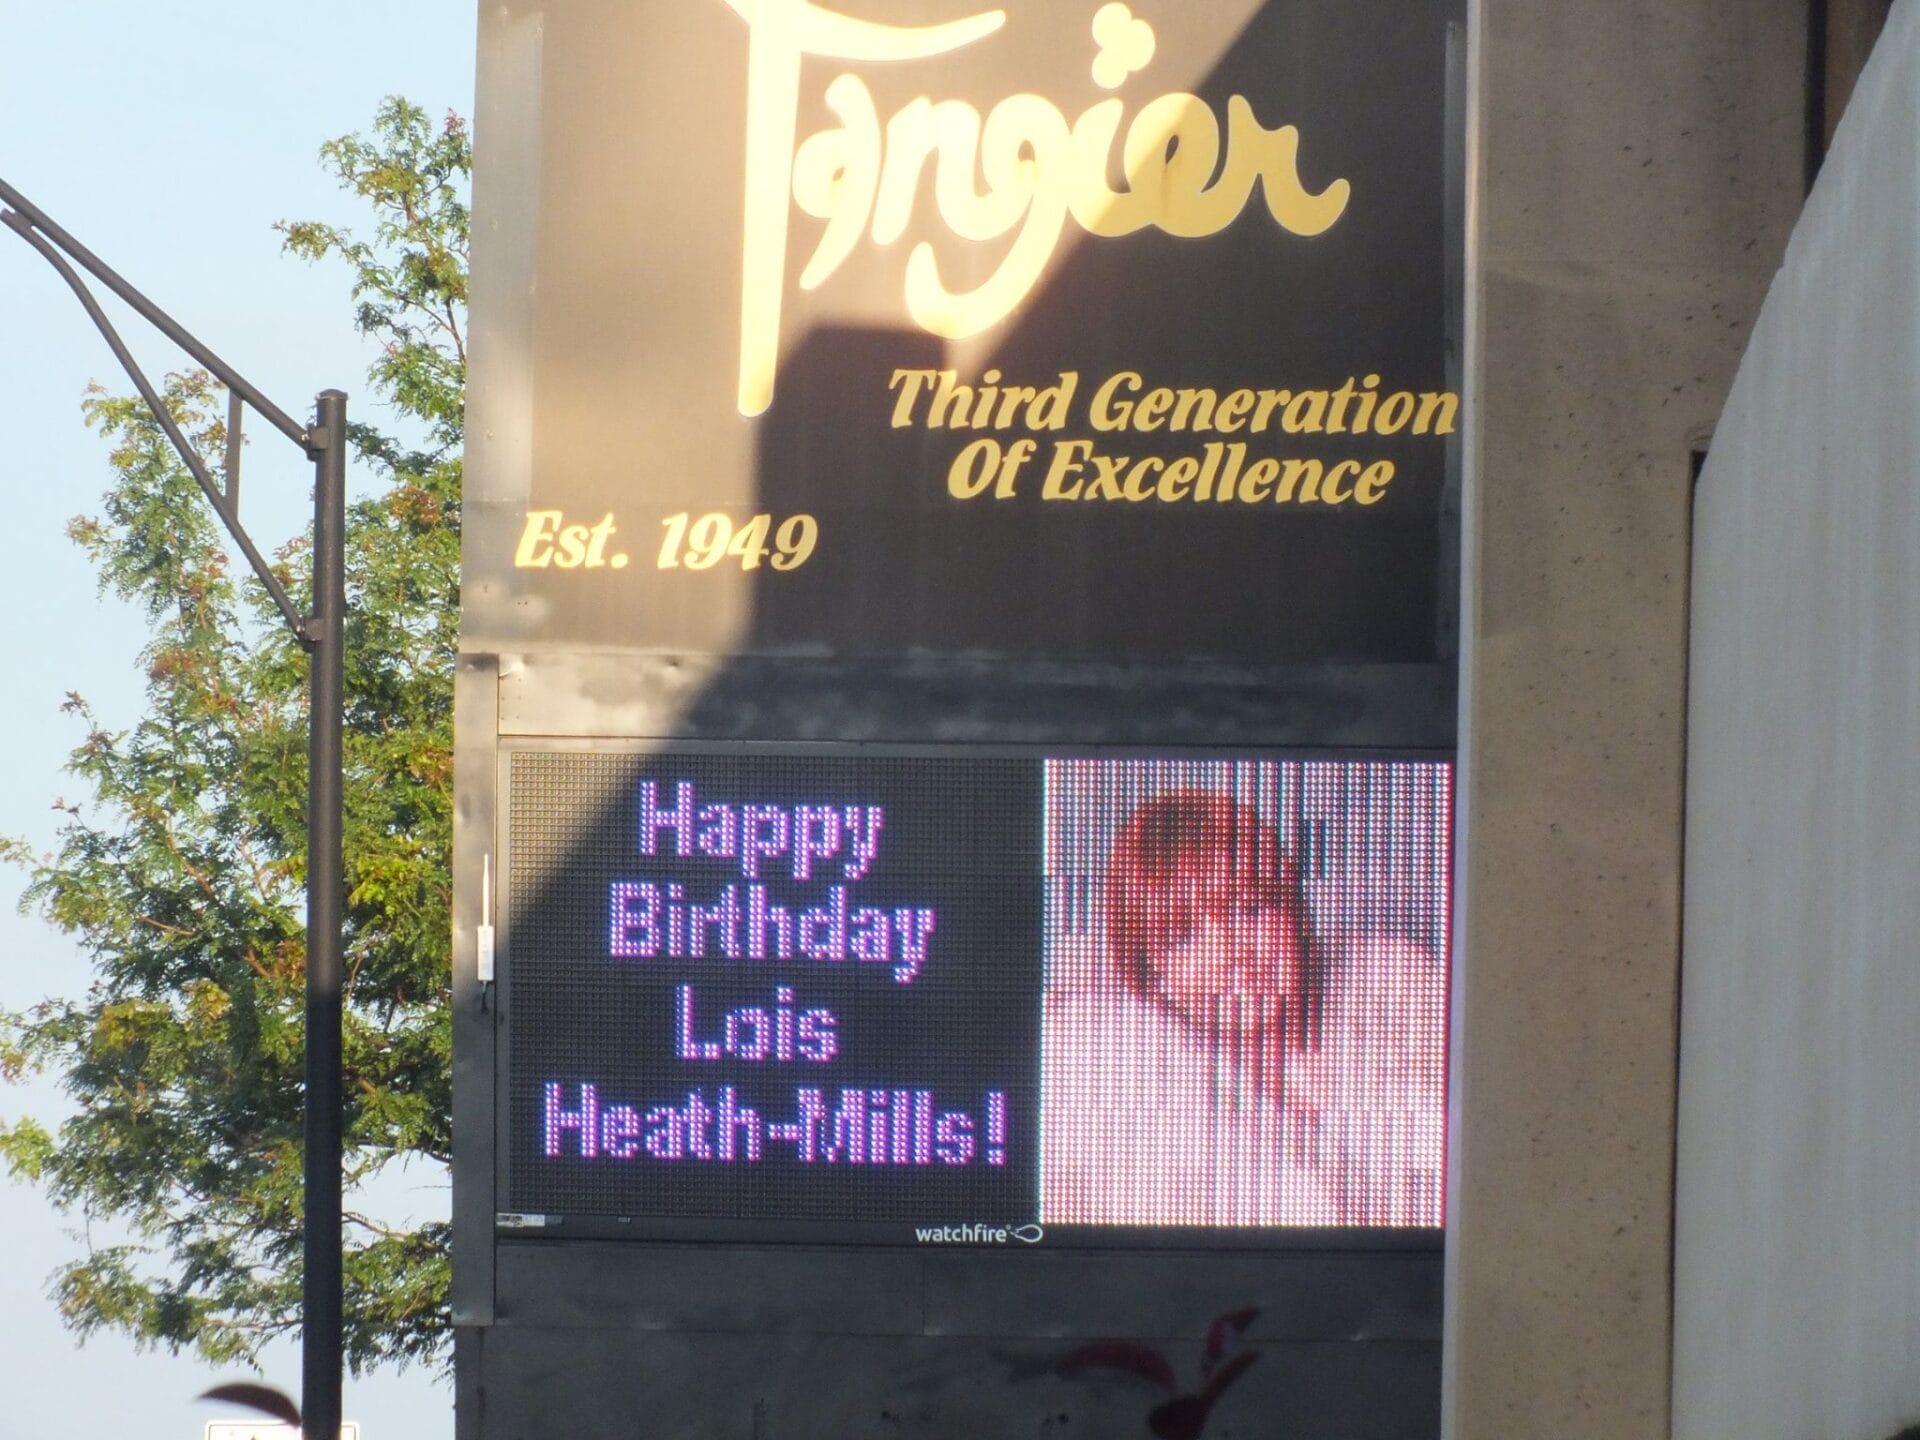 Tangier
Third Generation
Of Excellence
Est. 1949
Happy
Birthday
Lois
Heath-Mills!
watchfire